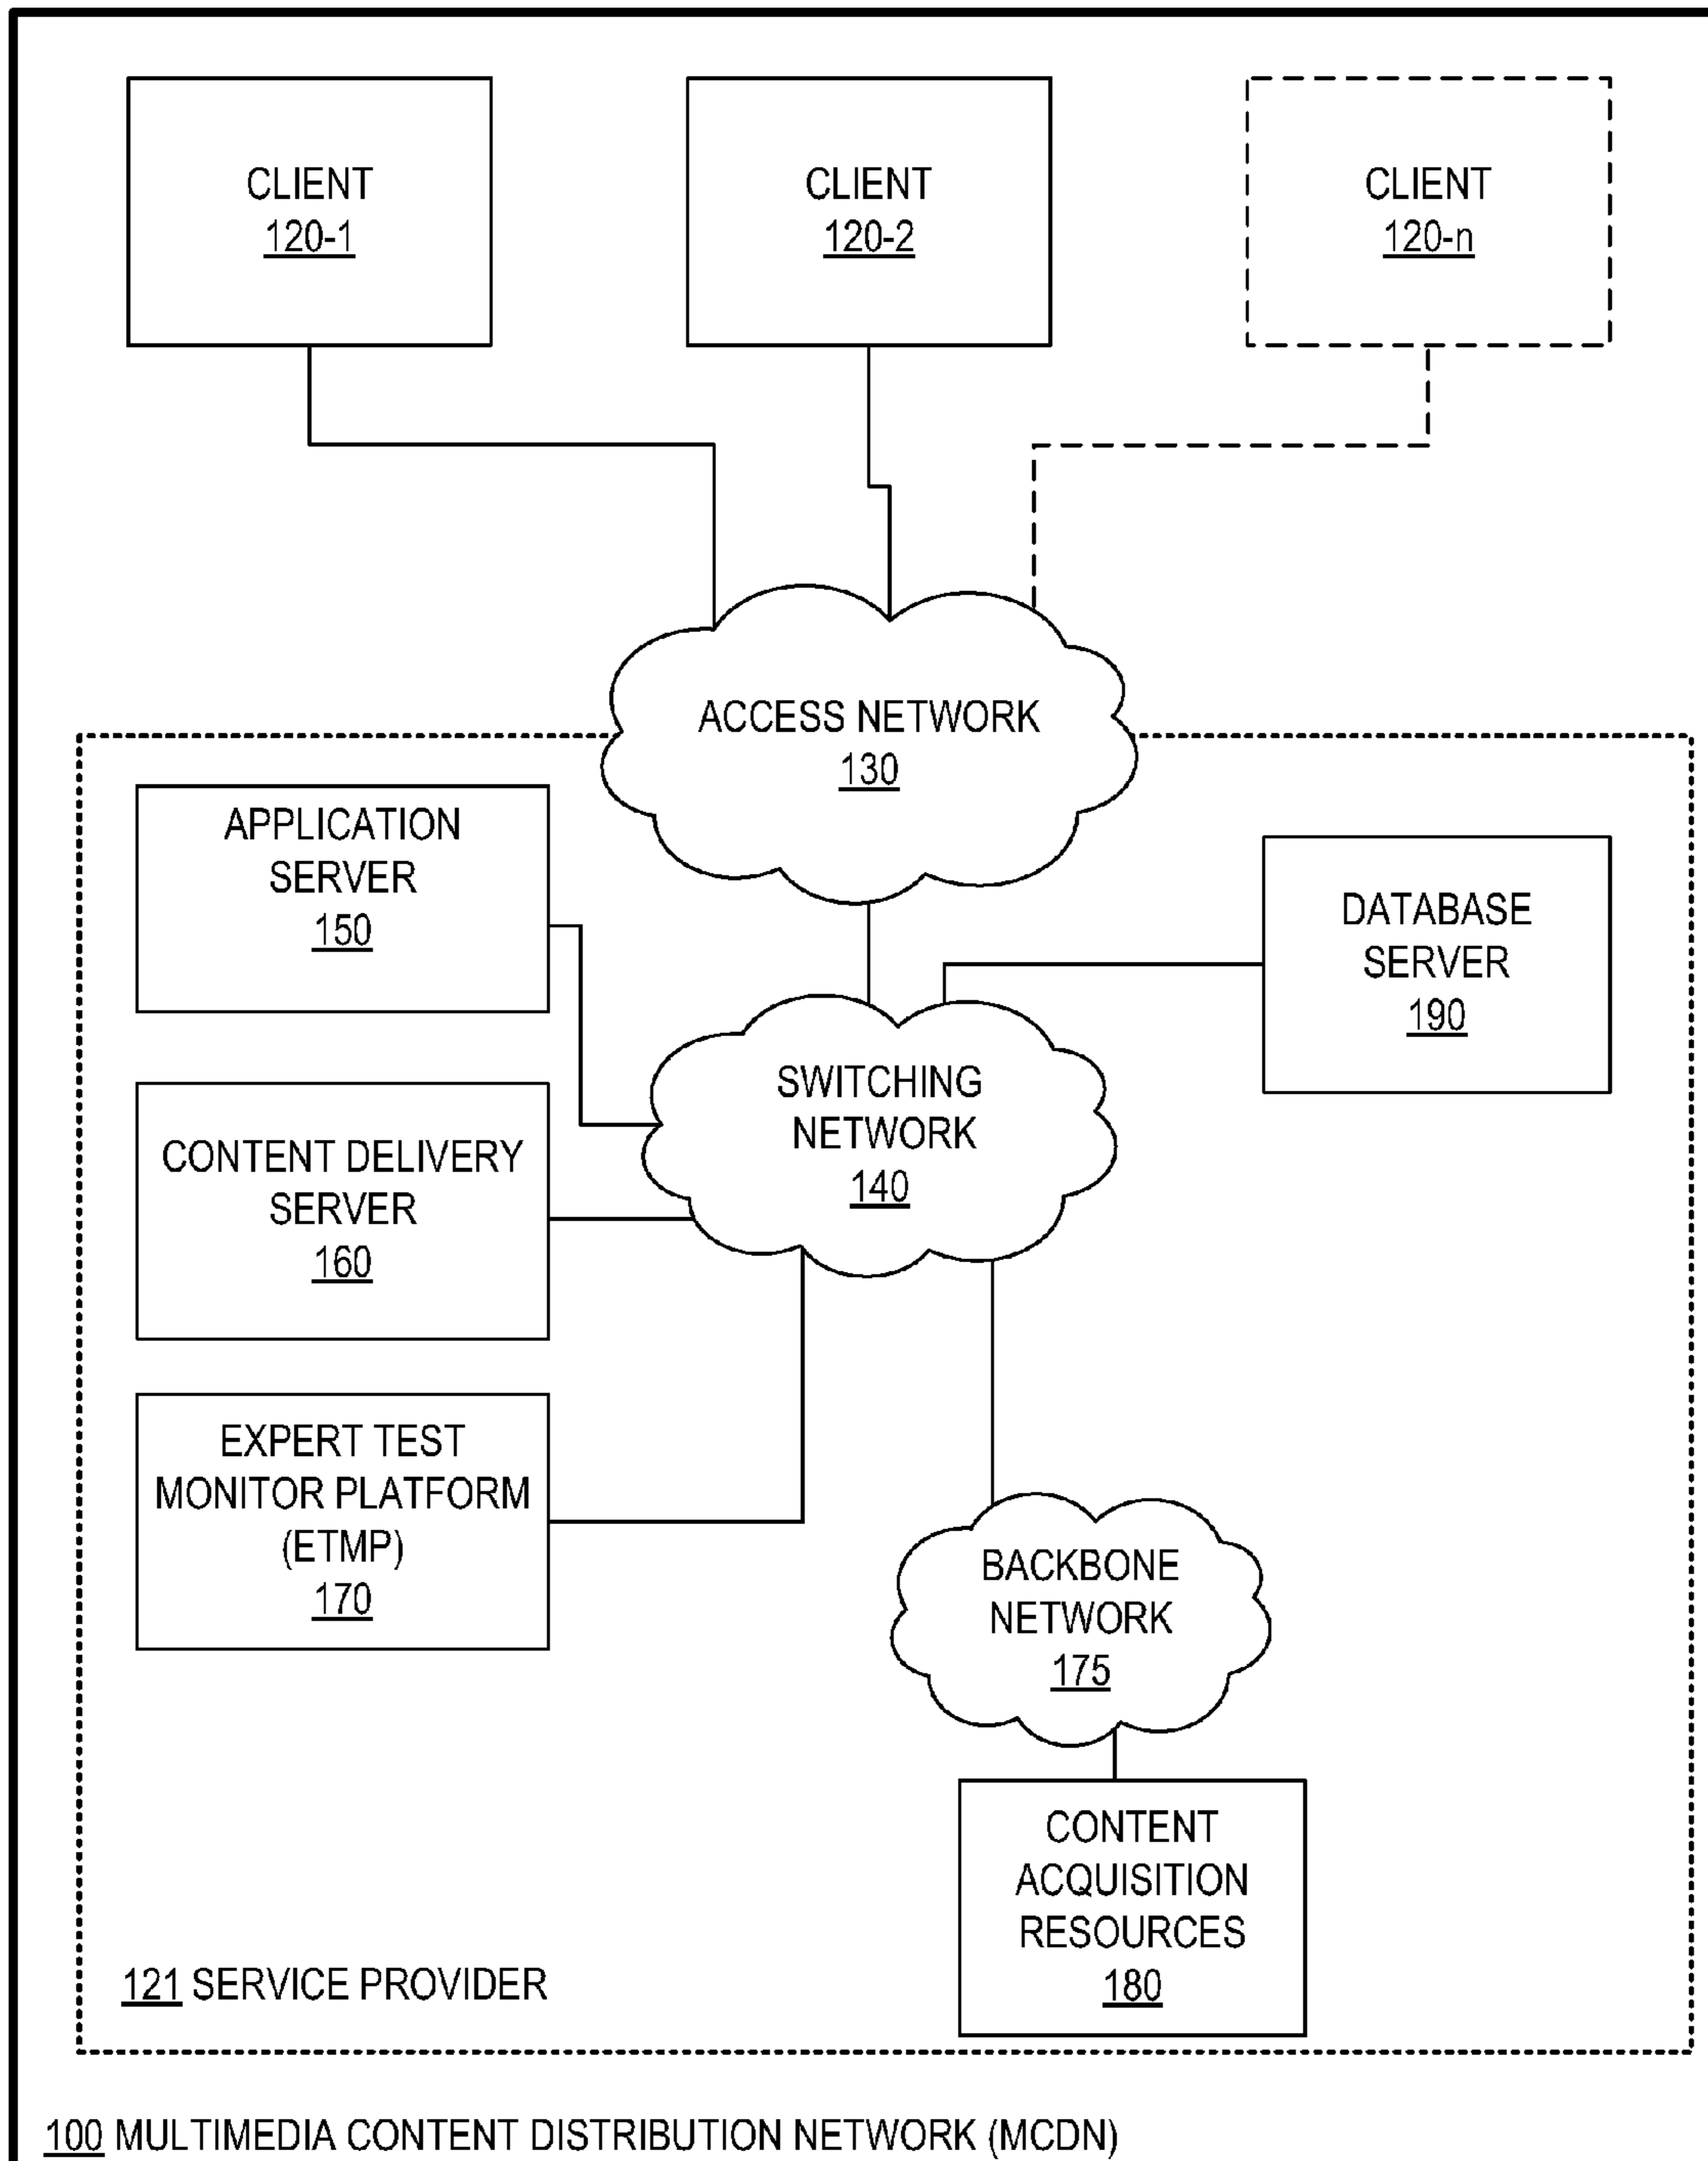 CLIENT
120-1
CLIENT
120-2
CLIENT
120-n
ACCESS NETWORK
130
APPLICATION
SERVER
150
DATABASE
SERVER
190
SWITCHING
NETWORK
140
CONTENT DELIVERY
SERVER
160
EXPERT TEST
MONITOR PLATFORM
(ETMP)
170
BACKBONE
NETWORK
175
CONTENT
ACQUISITION
RESOURCES
180
121 SERVICE PROVIDER
100 MULTIMEDIA CONTENT DISTRIBUTION NETWORK (MCDN)